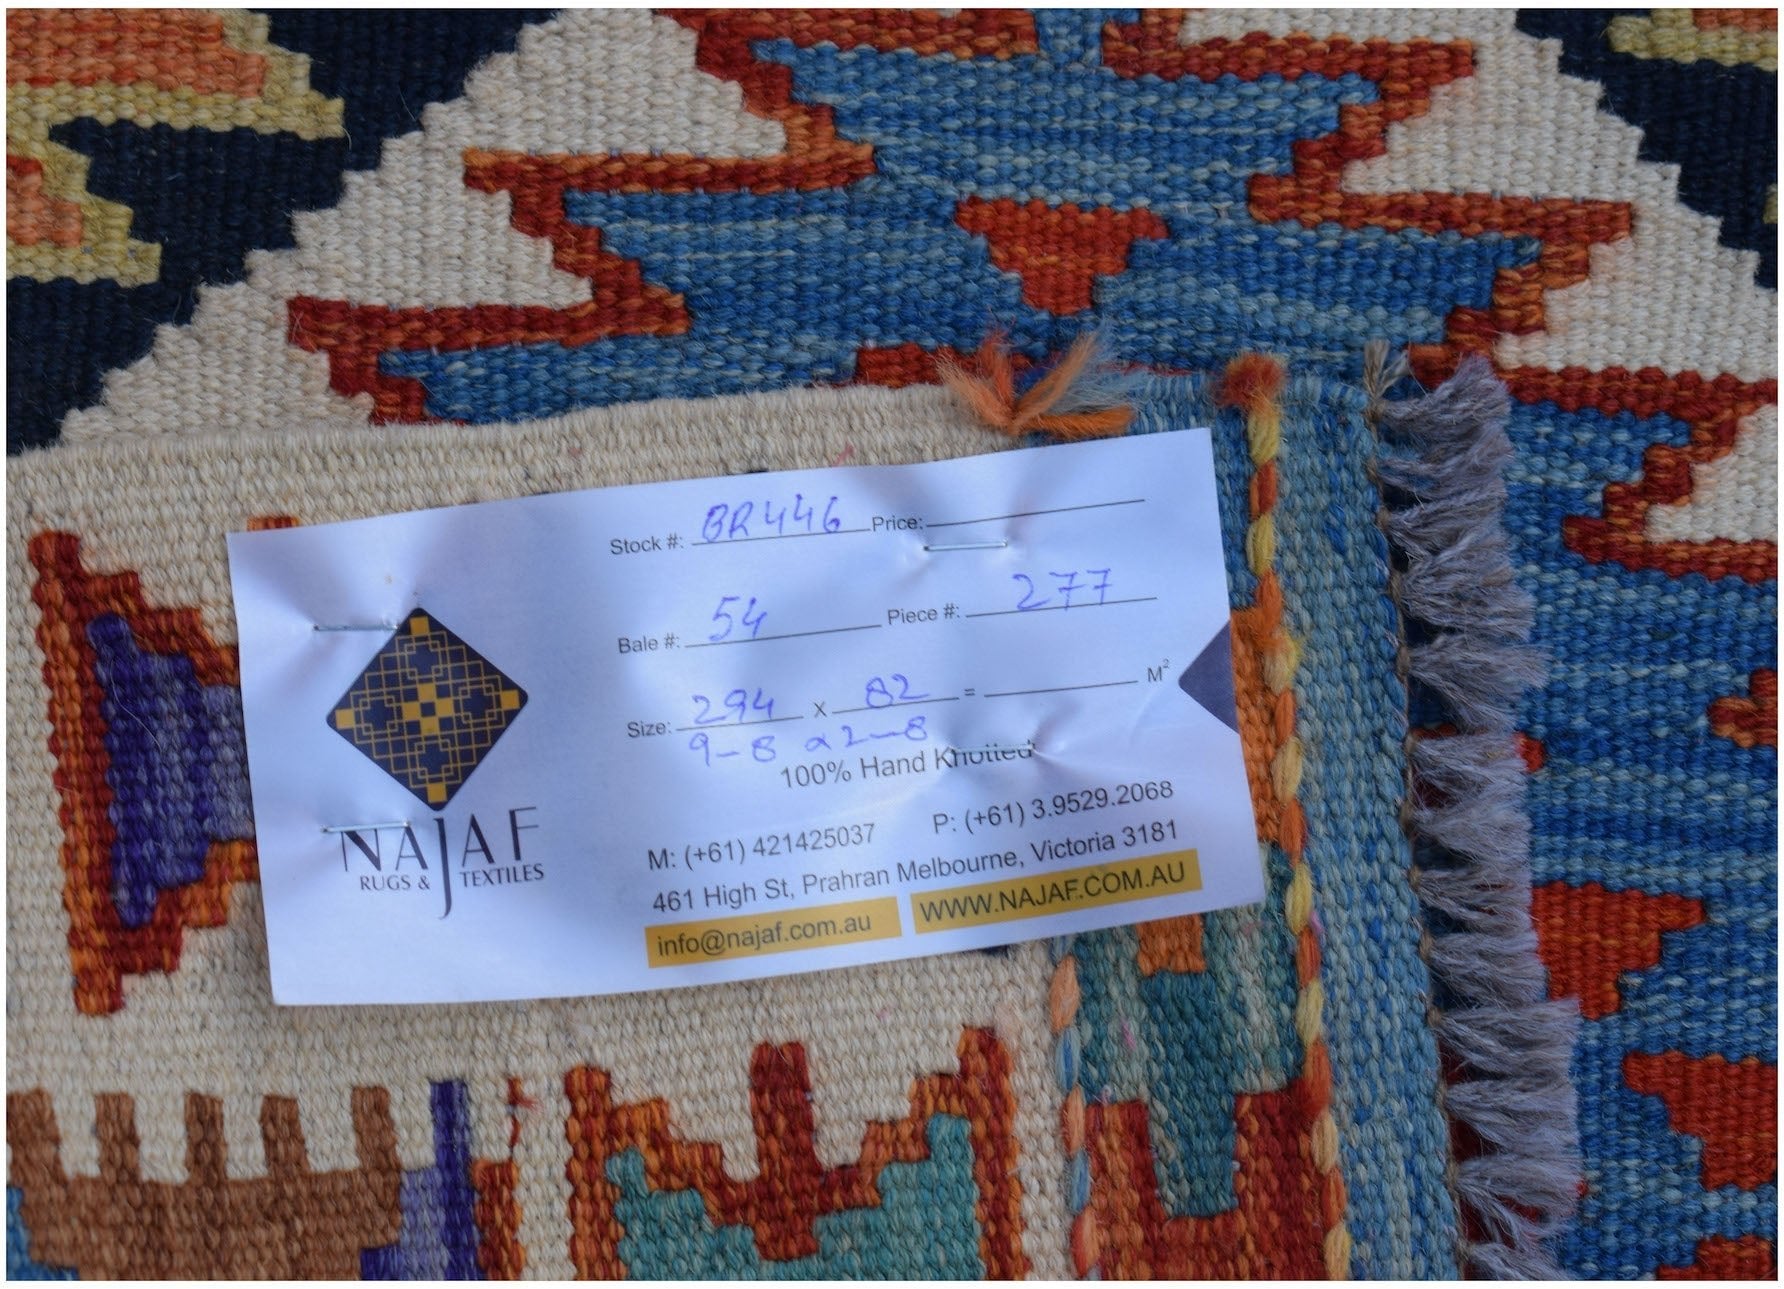 Stock #: BR446 Price:
Bale #: 54 Piece #: 277
Size: 294 x 82 = M²
9-8 x 2-8
100% Hand Knotted
NAJAF
RUGS & TEXTILES
M: (+61) 421425037 P: (+61) 3.9529.2068
461 High St, Prahran Melbourne, Victoria 3181
info@najaf.com.au WWW.NAJAF.COM.AU